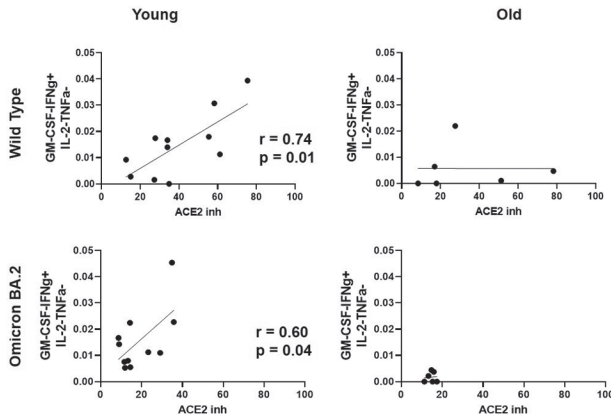 Young
Old
Wild Type
GM-CSF-IFNg+
IL-2-TNFa-
0.05
0.04
0.03
0.02
0.01
0.00
0 20 40 60 80 100
ACE2 inh
r = 0.74
p = 0.01
GM-CSF-IFNg+
IL-2-TNFa-
0.05
0.04
0.03
0.02
0.01
0.00
0 20 40 60 80 100
ACE2 inh
Omicron BA.2
GM-CSF-IFNg+
IL-2-TNFa-
0.05
0.04
0.03
0.02
0.01
0.00
0 20 40 60 80 100
ACE2 inh
r = 0.60
p = 0.04
GM-CSF-IFNg+
IL-2-TNFa-
0.05
0.04
0.03
0.02
0.01
0.00
0 20 40 60 80 100
ACE2 inh